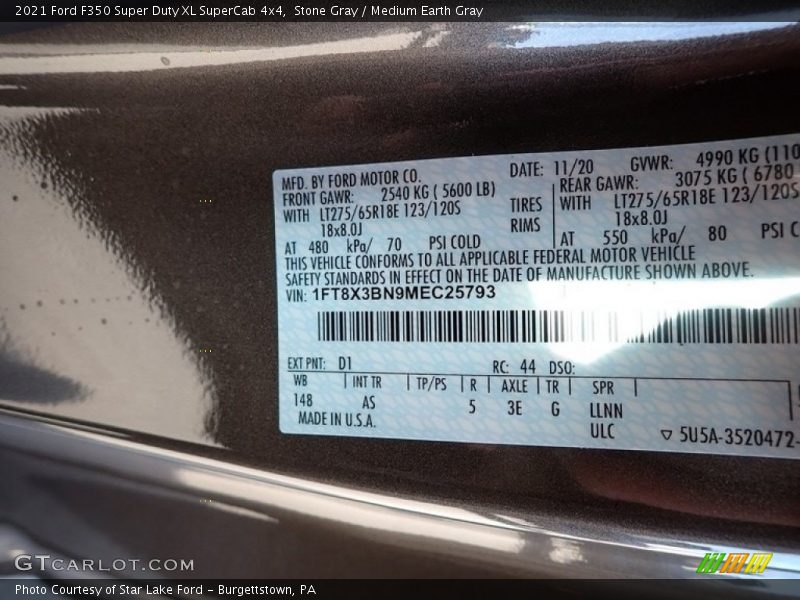 2021 Ford F350 Super Duty XL SuperCab 4x4, Stone Gray / Medium Earth Gray
MFD. BY FORD MOTOR CO. DATE: 11/20 GVWR: 4990 KG (110
FRONT GAWR: 2540 KG ( 5600 LB) REAR GAWR: 3075 KG ( 6780
WITH LT275/65R18E 123/120S TIRES WITH LT275/65R18E 123/120S
18x8.0J RIMS 18x8.0J
AT 480 kPa/ 70 PSI COLD AT 550 kPa/ 80 PSI C
THIS VEHICLE CONFORMS TO ALL APPLICABLE FEDERAL MOTOR VEHICLE
SAFETY STANDARDS IN EFFECT ON THE DATE OF MANUFACTURE SHOWN ABOVE.
VIN: 1FT8X3BN9MEC25793
EXT PNT: D1 RC: 44 DSO:
WB INT TR TP/PS R AXLE TR SPR
148 AS 5 3E G LLNN
MADE IN U.S.A. ULC 5U5A-3520472-
GTCARLOT.COM
Photo Courtesy of Star Lake Ford - Burgettstown, PA